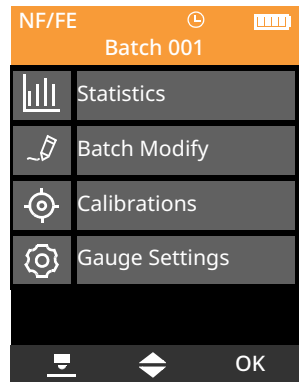 NF/FE
Batch 001
Statistics
Batch Modify
Calibrations
Gauge Settings
OK